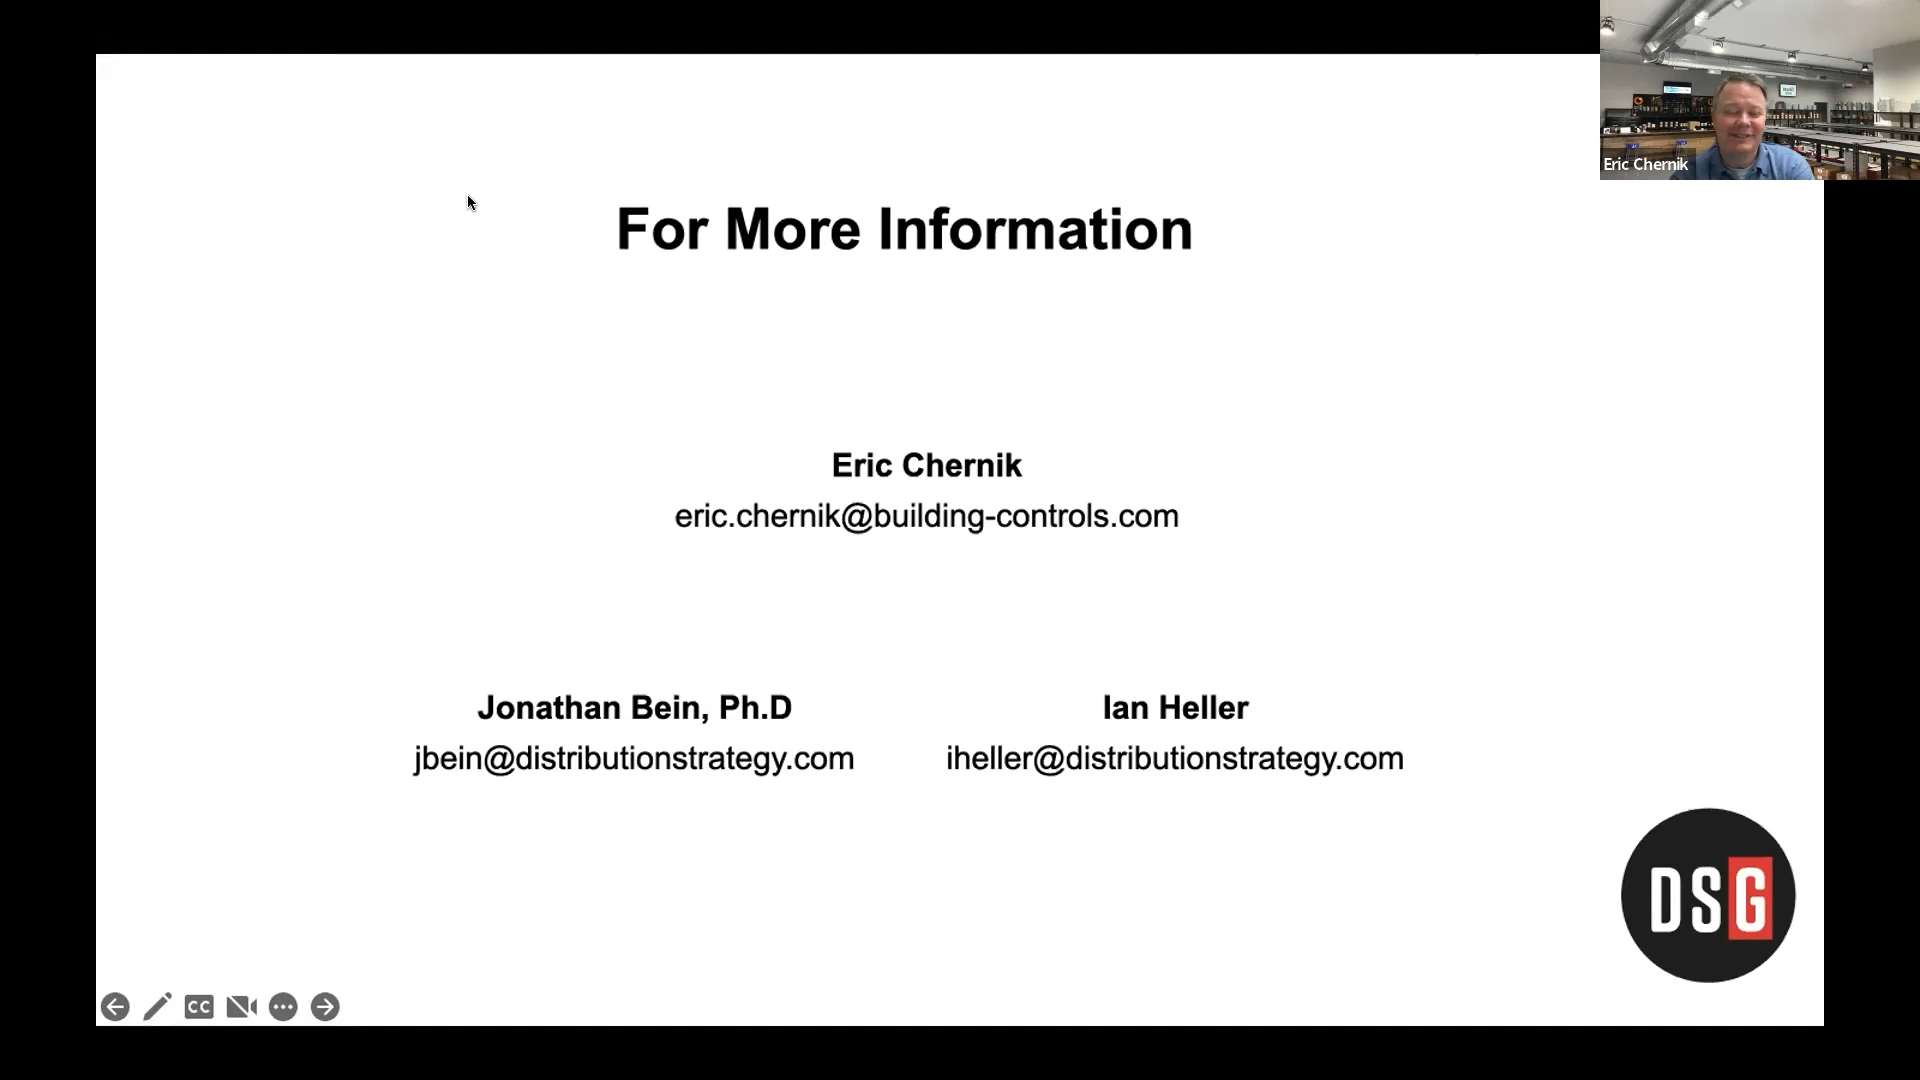 Eric Chernik
For More Information
Eric Chernik
eric.chernik@building-controls.com
Jonathan Bein, Ph.D
jbein@distributionstrategy.com
Ian Heller
iheller@distributionstrategy.com
DSG
CC